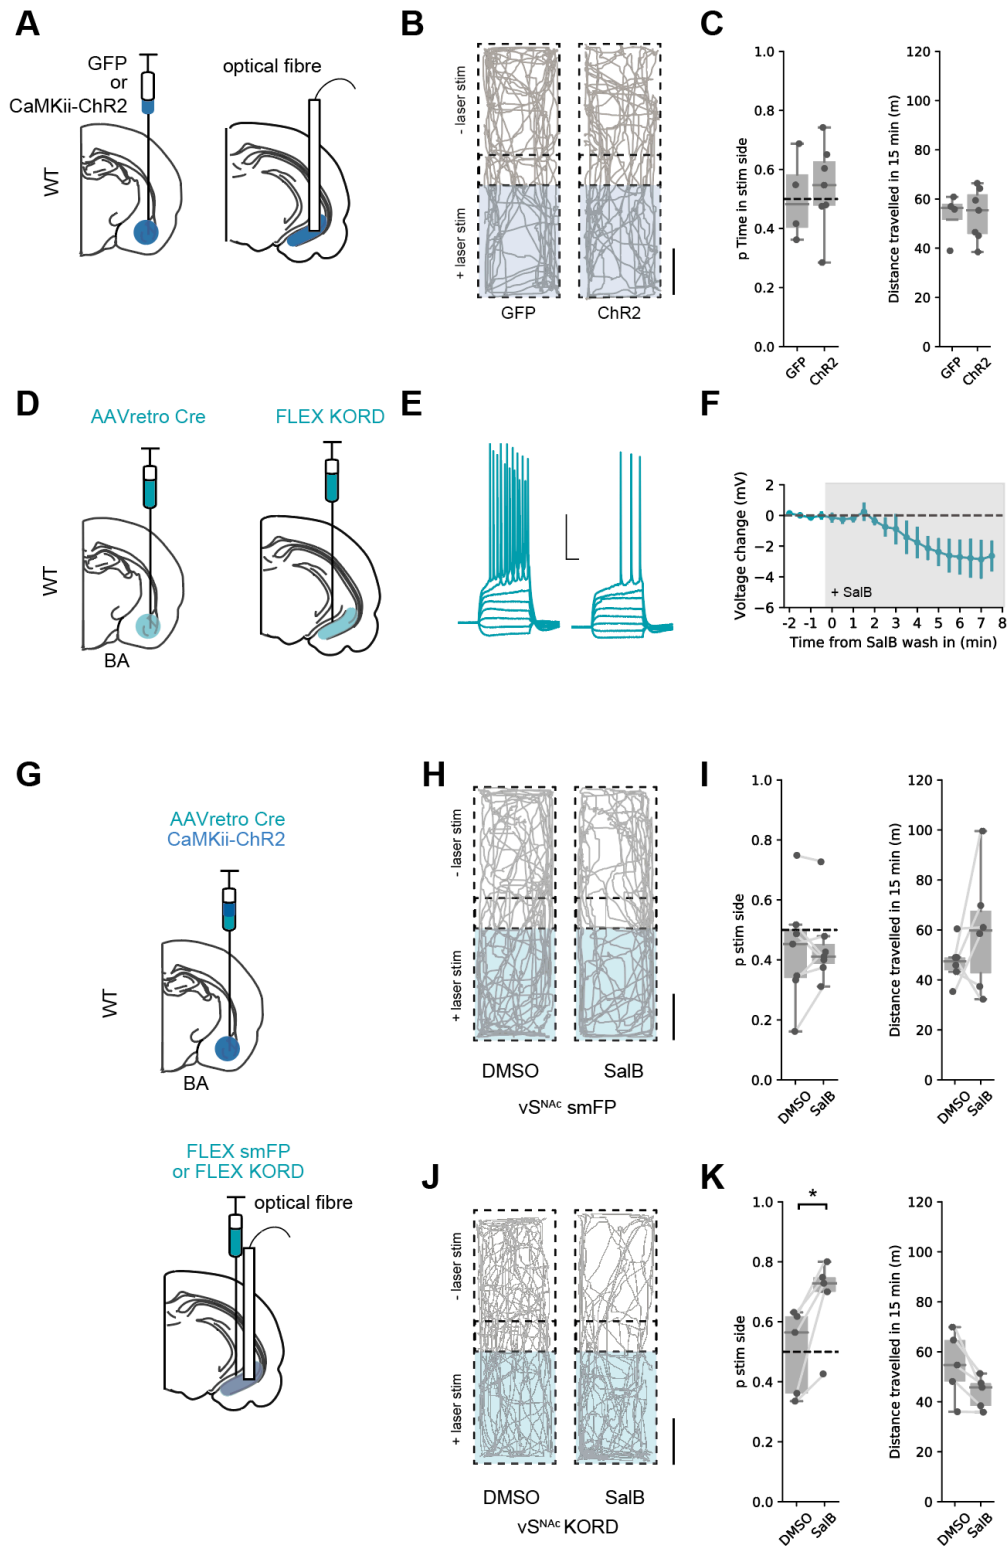 A
GFP
or
CaMKii-ChR2
optical fibre
WT
B
- laser stim
+ laser stim
GFP
ChR2
C
p Time in stim side
1.0
0.8
0.6
0.4
0.2
0.0
GFP
ChR2
Distance travelled in 15 min (m)
120
100
80
60
40
20
0
GFP
ChR2
D
AAVretro Cre
FLEX KORD
WT
BA
E
F
Voltage change (mV)
2
0
−2
−4
−6
+ SalB
-2 -1 0 1 2 3 4 5 6 7 8
Time from SalB wash in (min)
G
AAVretro Cre
CaMKii-ChR2
WT
BA
FLEX smFP
or FLEX KORD
optical fibre
H
- laser stim
+ laser stim
DMSO
SalB
vSNAc smFP
I
p stim side
1.0
0.8
0.6
0.4
0.2
0.0
DMSO
SalB
Distance travelled in 15 min (m)
120
100
80
60
40
20
0
DMSO
SalB
J
- laser stim
+ laser stim
DMSO
SalB
vSNAc KORD
K
p stim side
1.0
0.8
0.6
0.4
0.2
0.0
*
DMSO
SalB
Distance travelled in 15 min (m)
120
100
80
60
40
20
0
DMSO
SalB